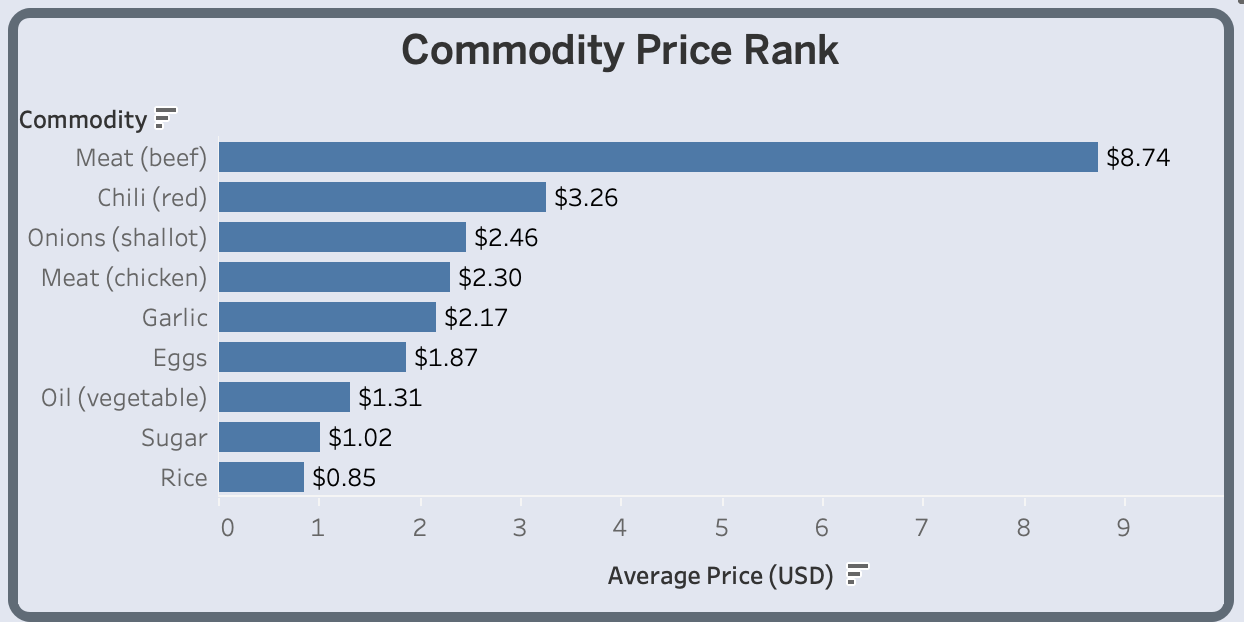 Commodity Price Rank
Commodity
Meat (beef) $8.74
Chili (red) $3.26
Onions (shallot) $2.46
Meat (chicken) $2.30
Garlic $2.17
Eggs $1.87
Oil (vegetable) $1.31
Sugar $1.02
Rice $0.85
0 1 2 3 4 5 6 7 8 9
Average Price (USD)